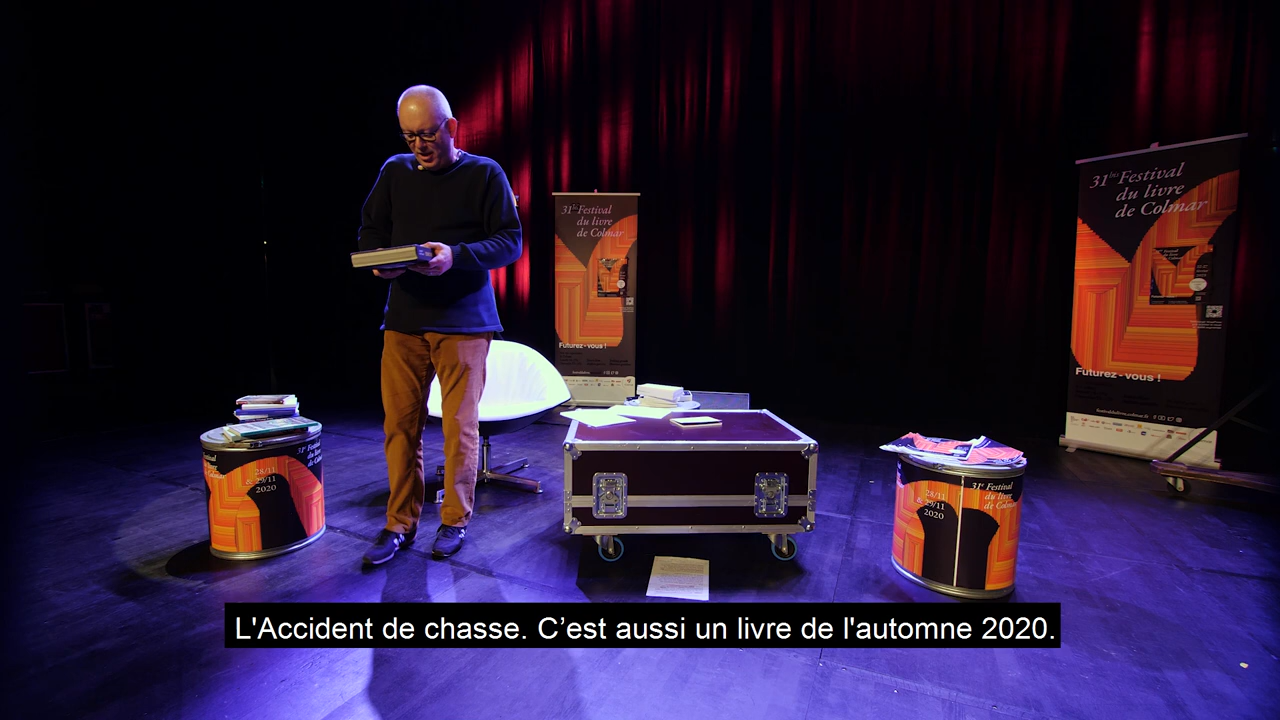 31bis Festival
du livre
de Colmar
Futurez-vous !
31bis Festival
du livre
de Colmar
Futurez-vous !
28/11
& 29/11
2020
31e Festival
du livre
de Colmar
28/11
& 29/11
2020
31e Festival
du livre
de Colmar
L'Accident de chasse. C’est aussi un livre de l'automne 2020.